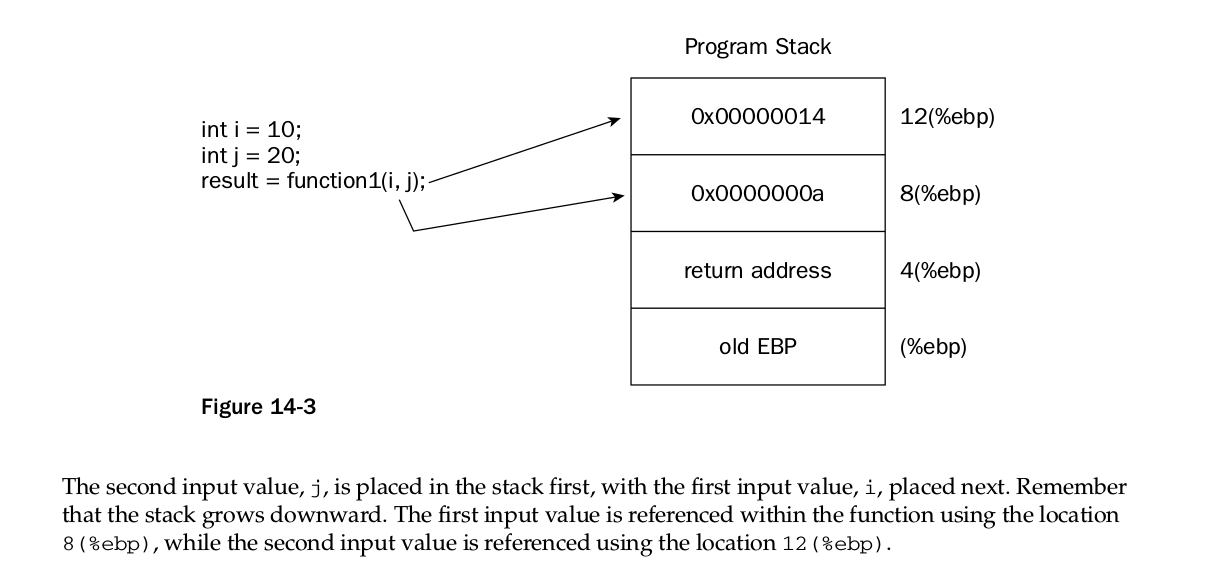 Program Stack
int i = 10;
int j = 20;
result = function1(i, j);
0x00000014 12(%ebp)
0x0000000a 8(%ebp)
return address 4(%ebp)
old EBP (%ebp)
Figure 14-3
The second input value, j, is placed in the stack first, with the first input value, i, placed next. Remember
that the stack grows downward. The first input value is referenced within the function using the location
8(%ebp), while the second input value is referenced using the location 12(%ebp).